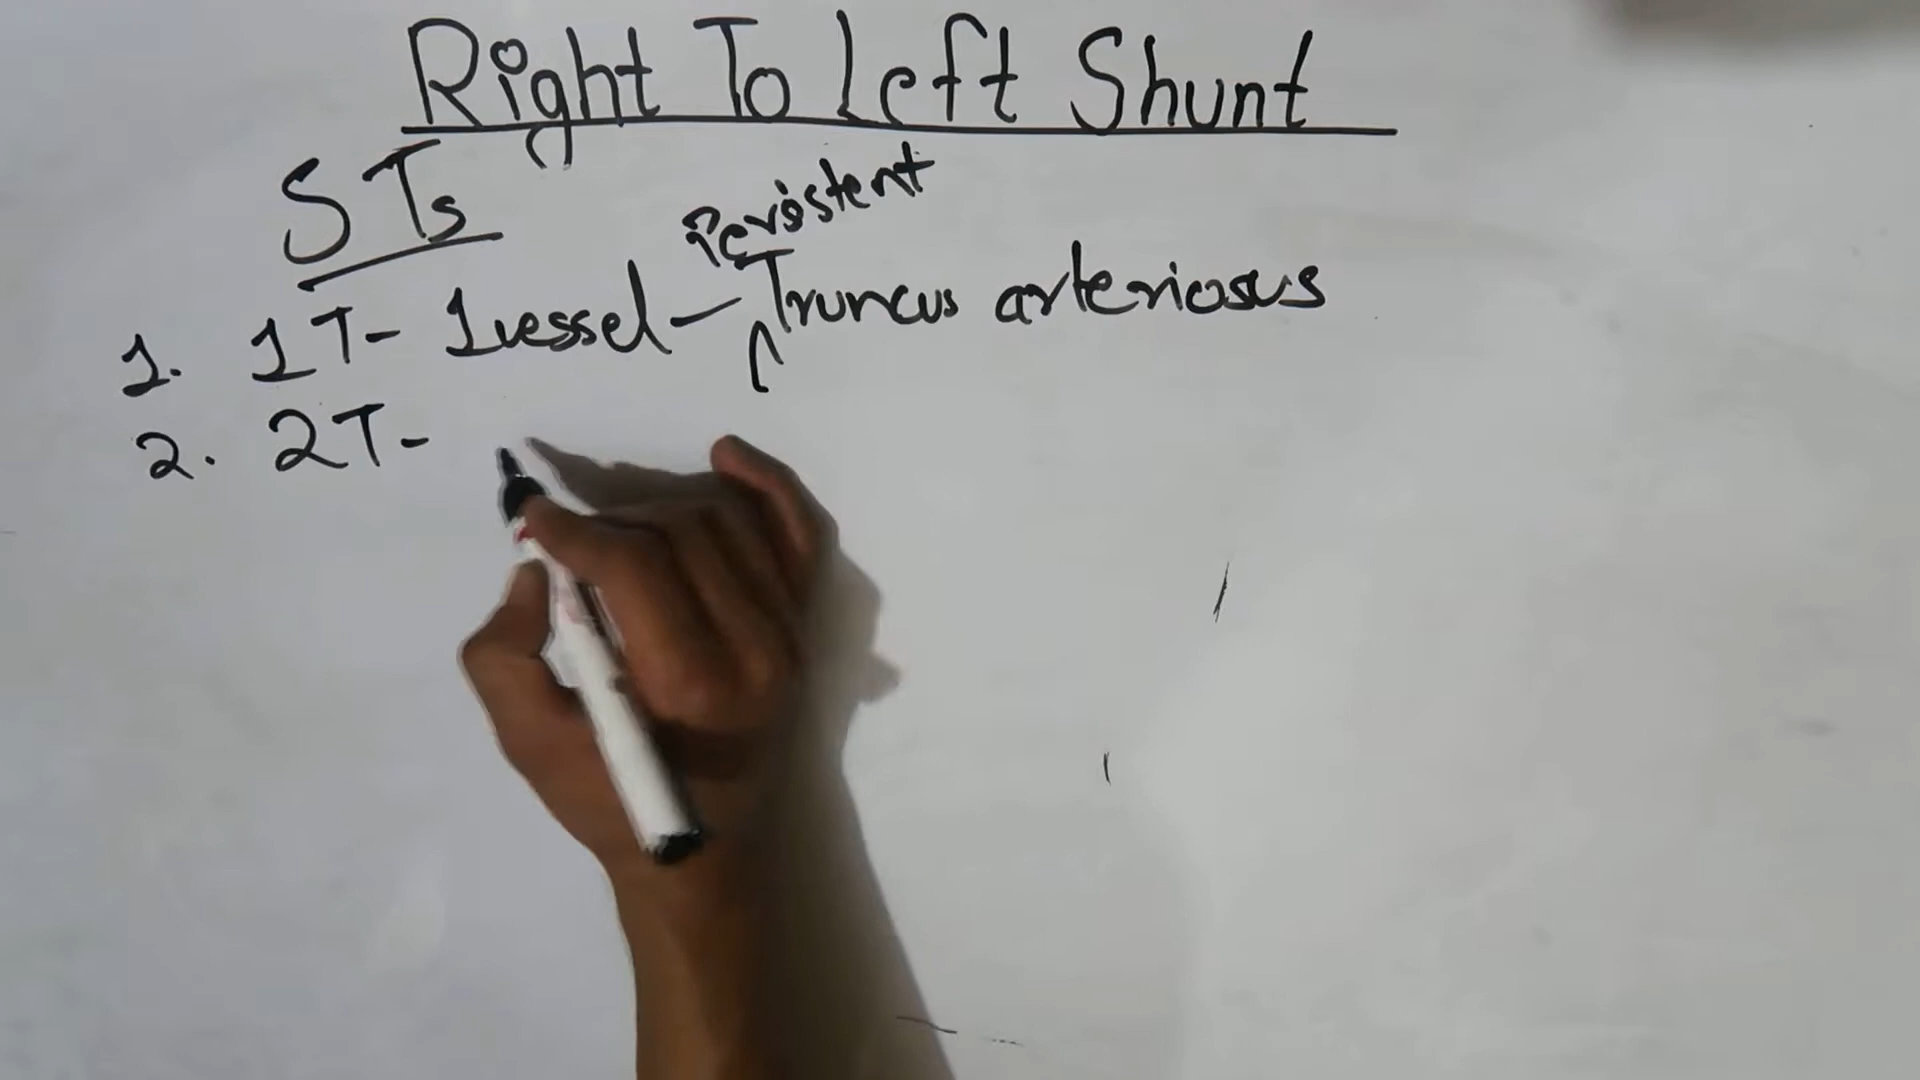 Right To Left Shunt
5 Ts
1. 1T- 1vessel - Persistent Truncus arteriosus
2. 2T-